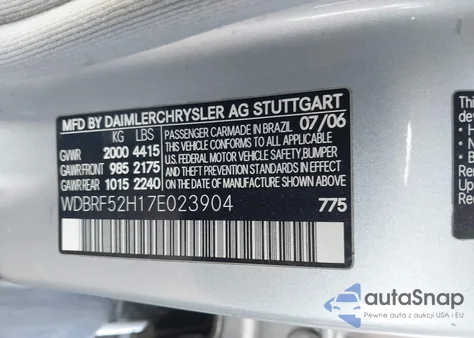 MFD BY DAIMLERCHRYSLER AG STUTTGART
KG LBS
GVWR 2000 4415
GAWR FRONT 985 2175
GAWR REAR 1015 2240
PASSENGER CAR MADE IN BRAZIL 07/06
THIS VEHICLE CONFORMS TO ALL APPLICABLE
U.S. FEDERAL MOTOR VEHICLE SAFETY, BUMPER
AND THEFT PREVENTION STANDARDS IN EFFECT
ON THE DATE OF MANUFACTURE SHOWN ABOVE.
WDBRF52H17E023904 775
autoSnap
Pewne auta z aukcji USA i EU